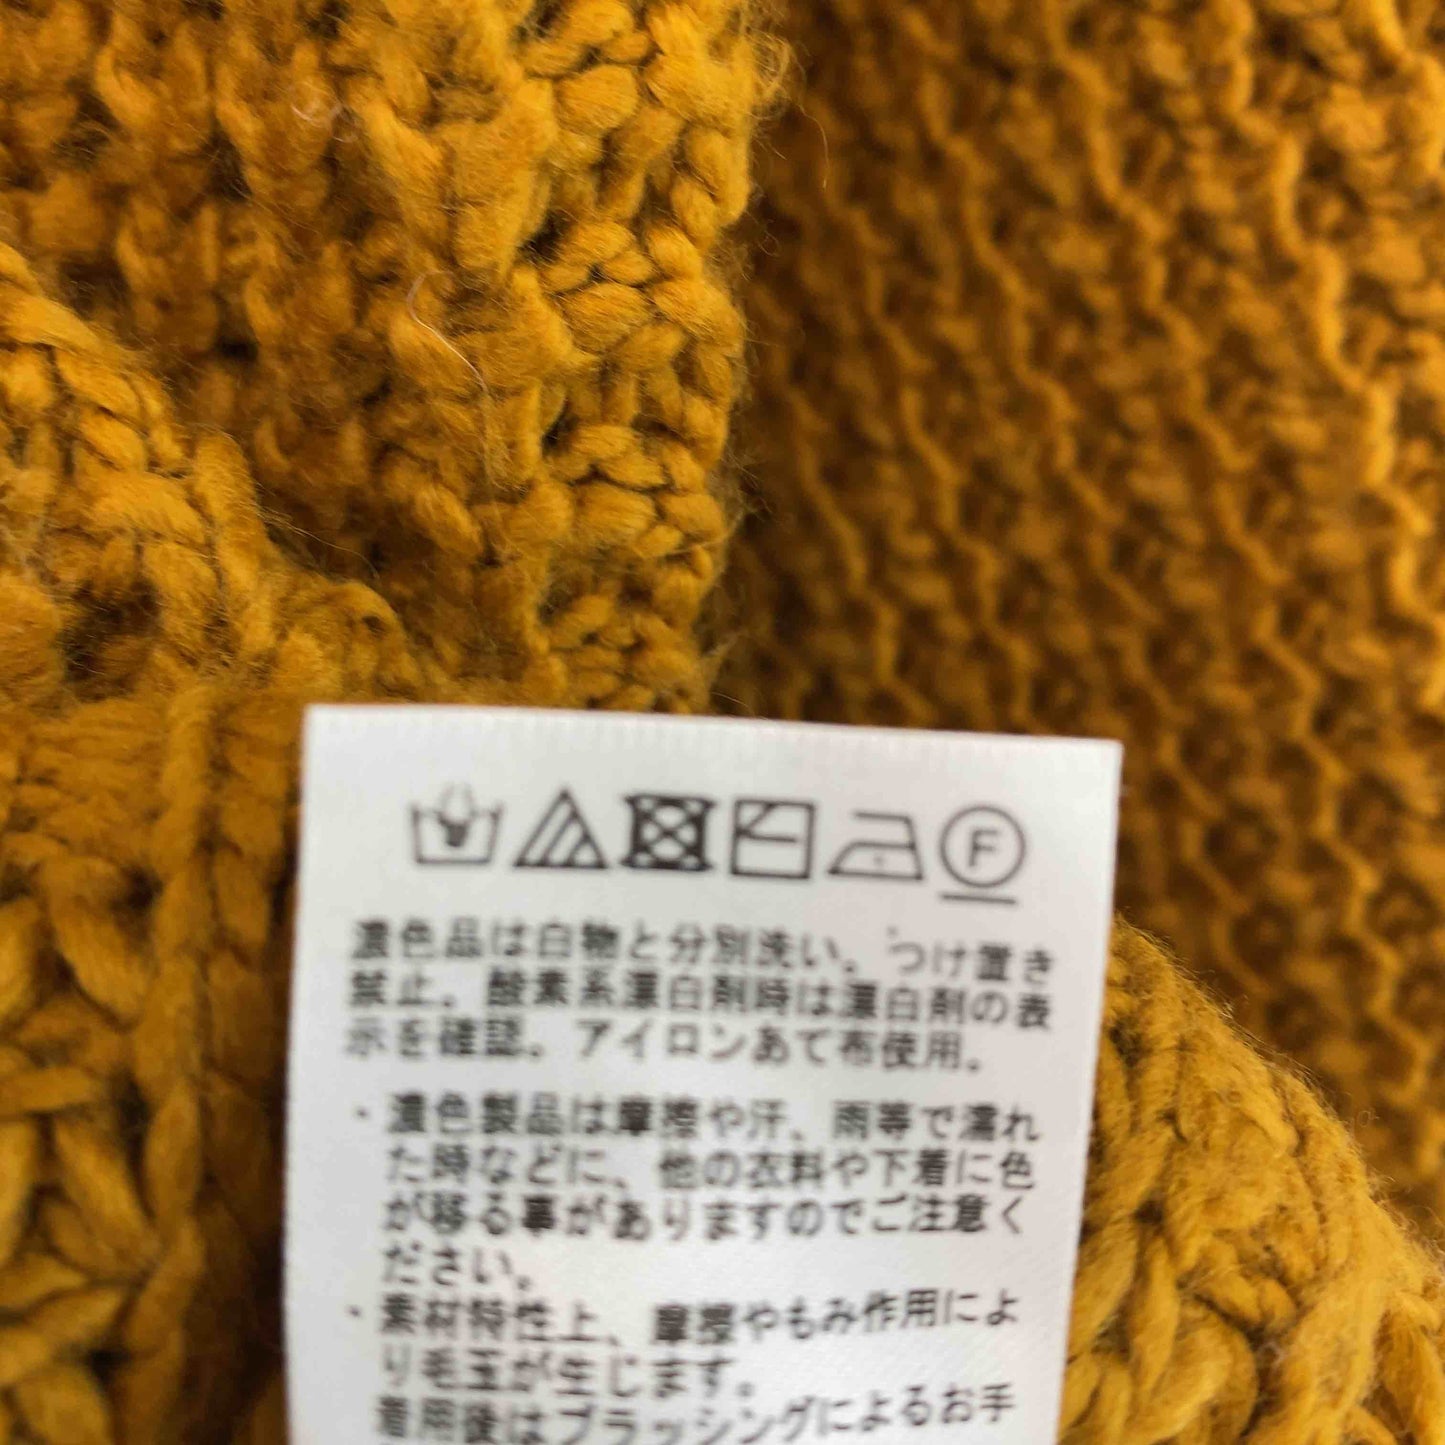 F
濃色品は白物と分別洗い。つけ置き
禁止。酸素系漂白剤時は漂白剤の表
示を確認。アイロンあて布使用。
・濃色製品は摩擦や汗、雨等で濡れ
た時などに、他の衣料や下着に色
が移る事がありますのでご注意く
ださい。
・素材特性上、摩擦やもみ作用によ
り毛玉が生じます。
着用後はブラッシングによるお手